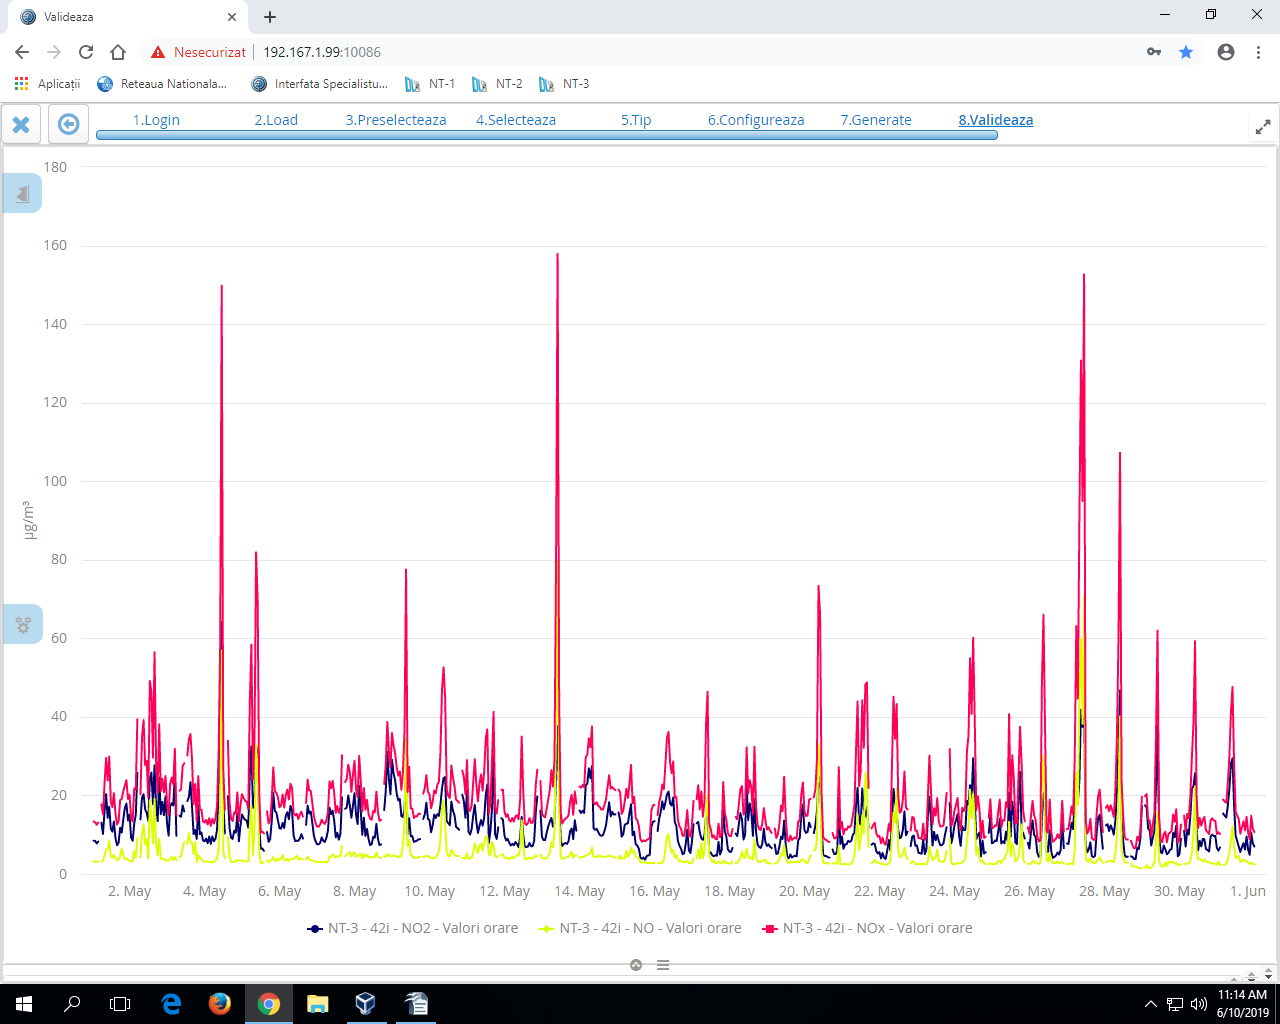 Valideaza
Nesecurizat 192.167.1.99:10086
Aplicații Reteaua Nationala... Interfata Specialistu... NT-1 NT-2 NT-3
1.Login 2.Load 3.Preselecteaza 4.Selecteaza 5.Tip 6.Configureaza 7.Generate 8.Valideaza
180
160
140
120
100
80
60
40
20
0
µg/m³
2. May 4. May 6. May 8. May 10. May 12. May 14. May 16. May 18. May 20. May 22. May 24. May 26. May 28. May 30. May 1. Jun
NT-3 - 42i - NO2 - Valori orare NT-3 - 42i - NO - Valori orare NT-3 - 42i - NOx - Valori orare
11:14 AM
6/10/2019